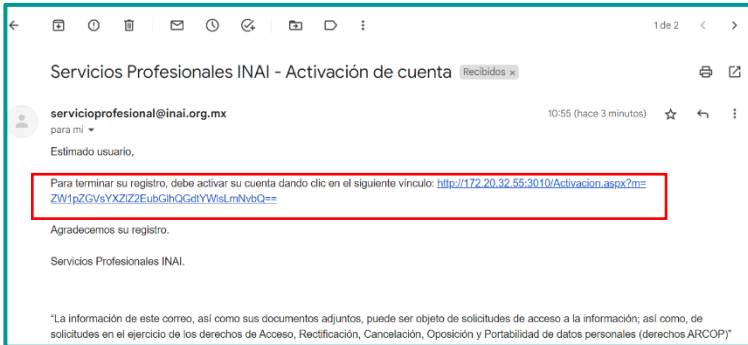 1 de 2
Servicios Profesionales INAI - Activación de cuenta Recibidos x
servicioprofesional@inai.org.mx 10:55 (hace 3 minutos)
para mí
Estimado usuario,
Para terminar su registro, debe activar su cuenta dando clic en el siguiente vínculo: http://172.20.32.55:3010/Activacion.aspx?m=
ZW1pZGVsYXZlZ2EubGlhQGdtYWlsLmNvbQ==
Agradecemos su registro.
Servicios Profesionales INAI.
“La información de este correo, así como sus documentos adjuntos, puede ser objeto de solicitudes de acceso a la información; así como, de
solicitudes en el ejercicio de los derechos de Acceso, Rectificación, Cancelación, Oposición y Portabilidad de datos personales (derechos ARCOP)”